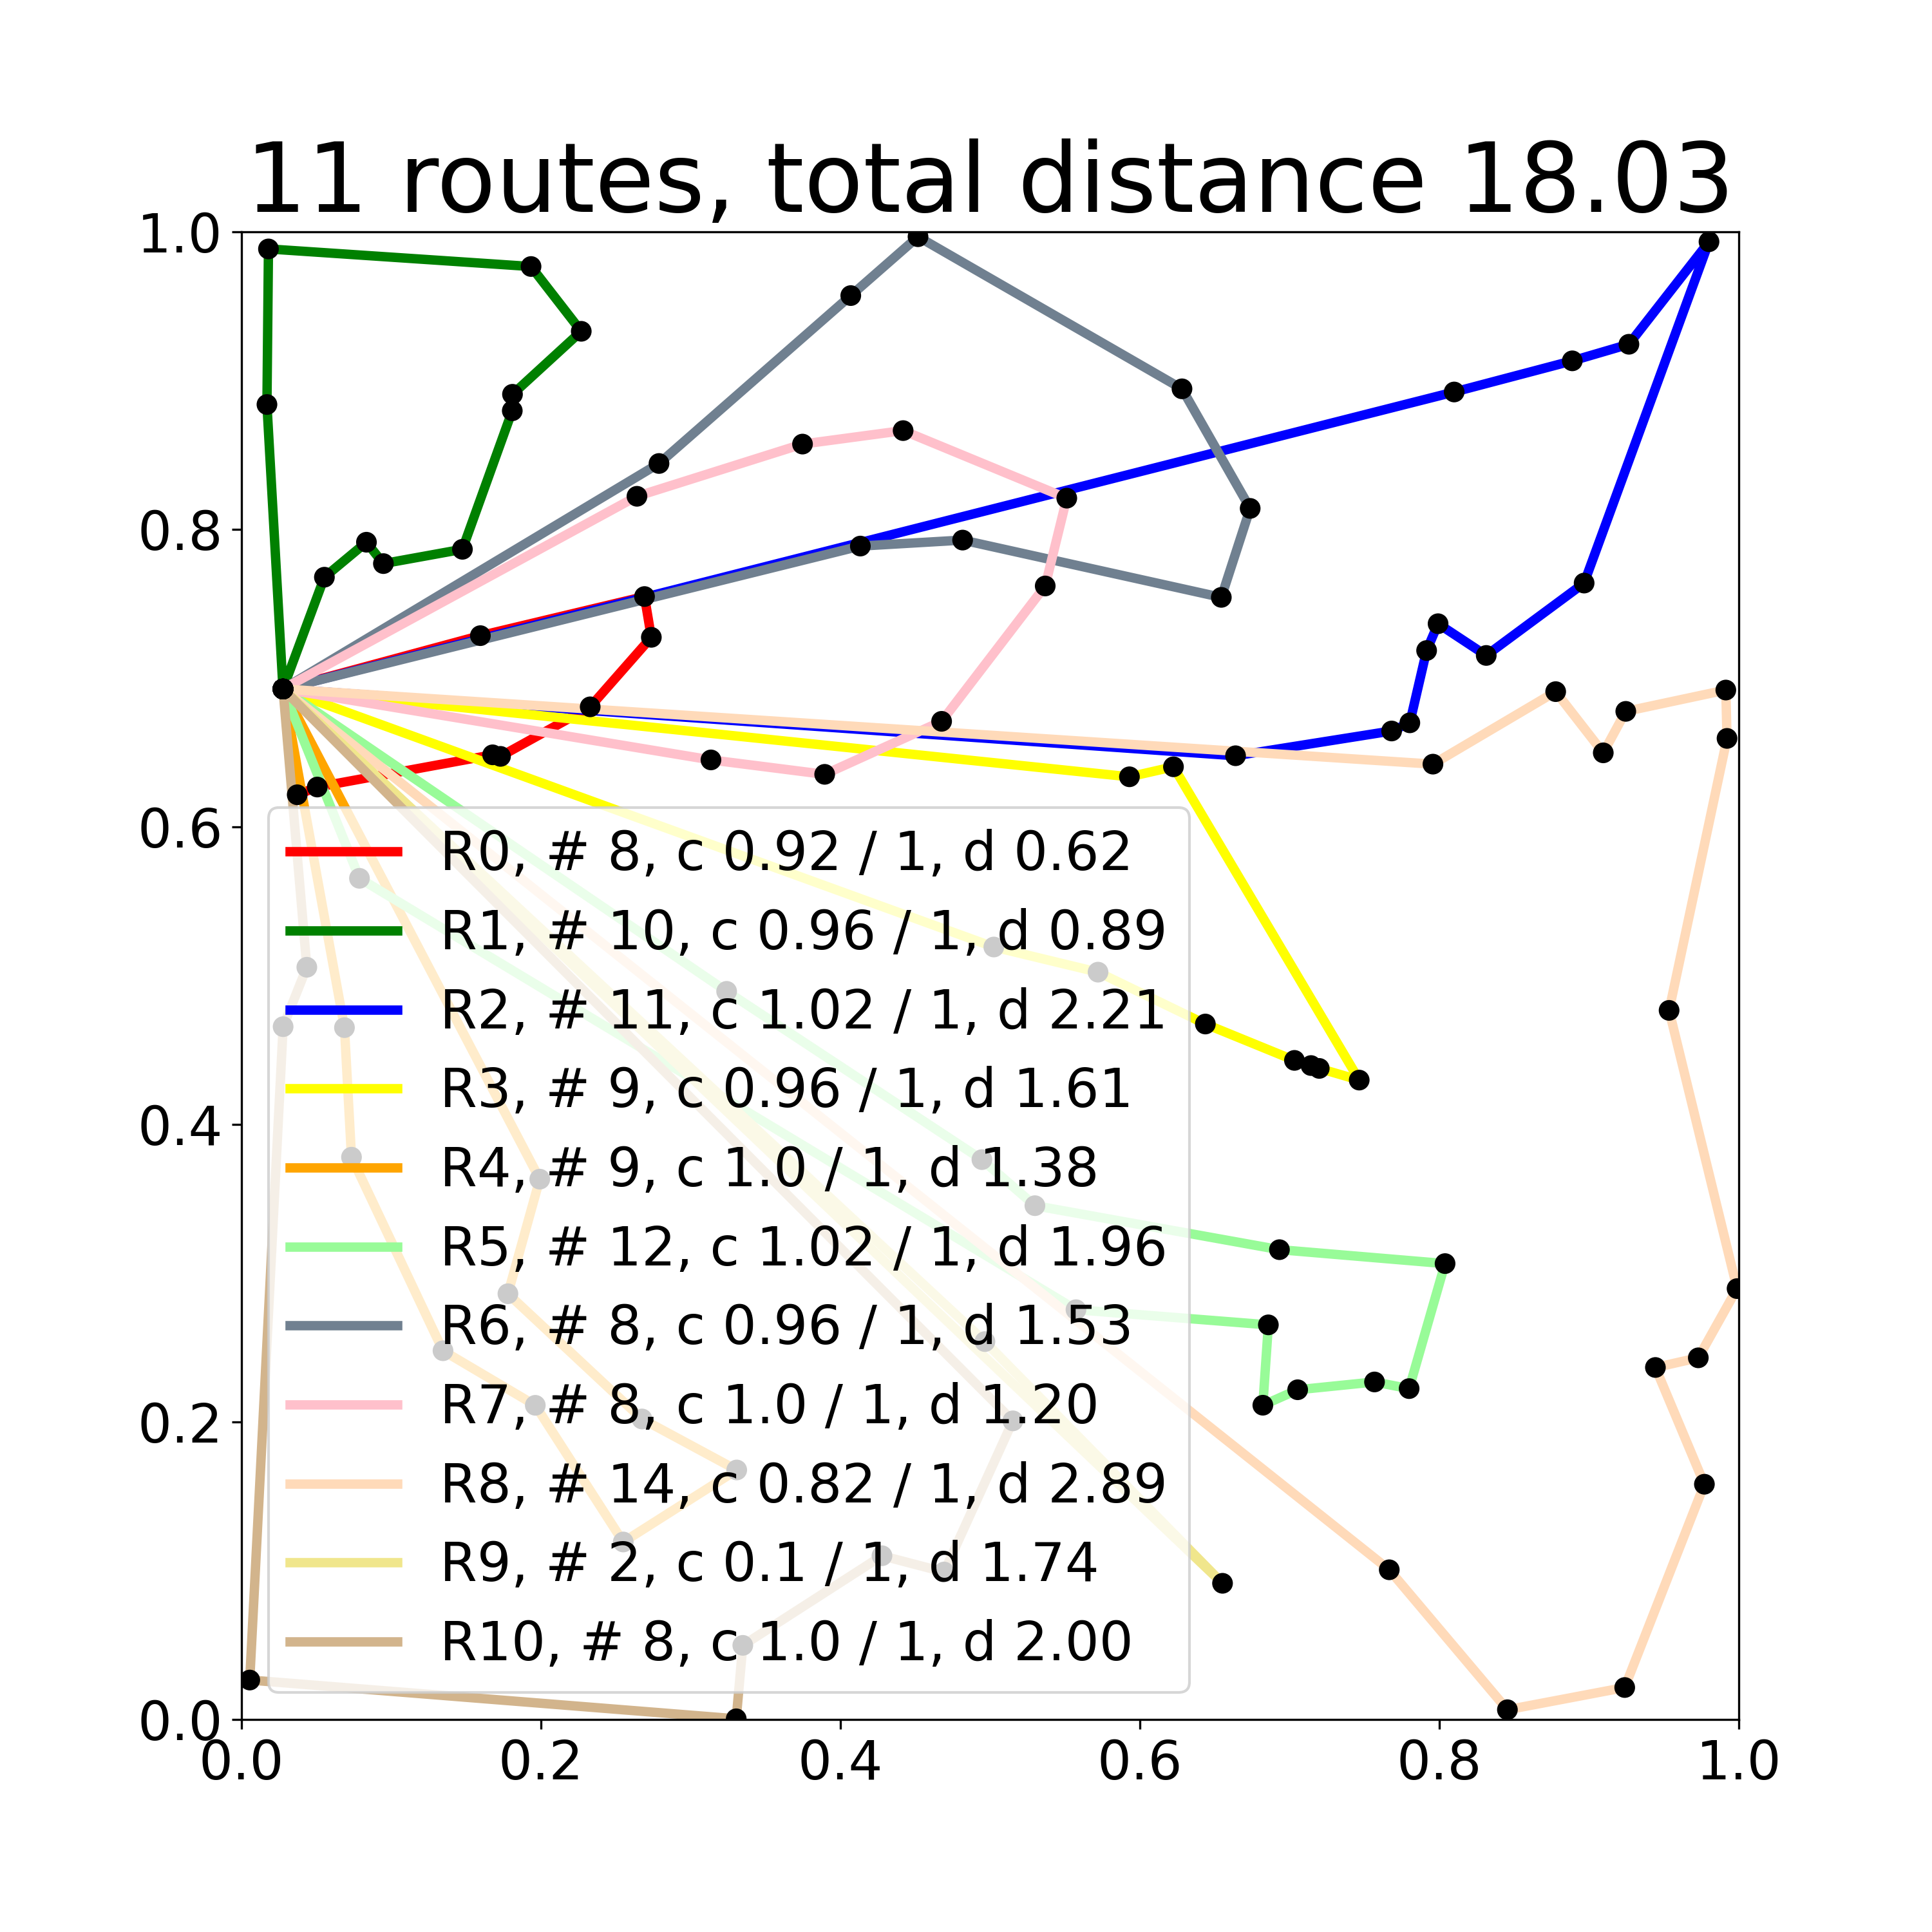 11 routes, total distance 18.03
1.0
0.8
0.6
0.4
0.2
0.0
R0, # 8, c 0.92 / 1, d 0.62
R1, # 10, c 0.96 / 1, d 0.89
R2, # 11, c 1.02 / 1, d 2.21
R3, # 9, c 0.96 / 1, d 1.61
R4, # 9, c 1.0 / 1, d 1.38
R5, # 12, c 1.02 / 1, d 1.96
R6, # 8, c 0.96 / 1, d 1.53
R7, # 8, c 1.0 / 1, d 1.20
R8, # 14, c 0.82 / 1, d 2.89
R9, # 2, c 0.1 / 1, d 1.74
R10, # 8, c 1.0 / 1, d 2.00
0.0 0.2 0.4 0.6 0.8 1.0